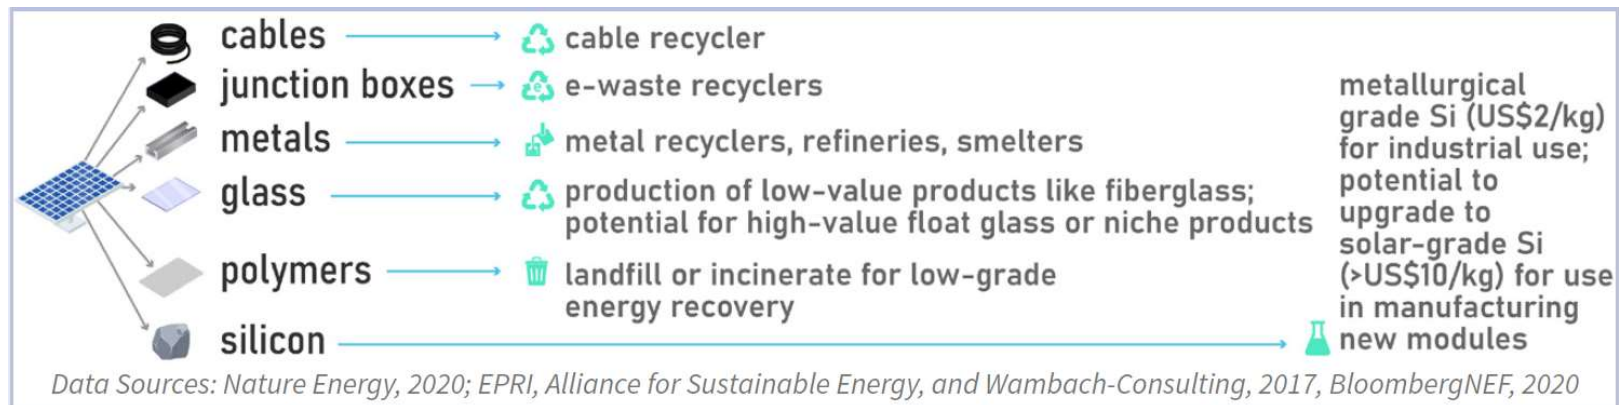 cables
cable recycler
junction boxes
e-waste recyclers
metals
metal recyclers, refineries, smelters
glass
production of low-value products like fiberglass;
potential for high-value float glass or niche products
polymers
landfill or incinerate for low-grade
energy recovery
silicon
metallurgical
grade Si (US$2/kg)
for industrial use;
potential to
upgrade to
solar-grade Si
(>US$10/kg) for use
in manufacturing
new modules
Data Sources: Nature Energy, 2020; EPRI, Alliance for Sustainable Energy, and Wambach-Consulting, 2017, BloombergNEF, 2020